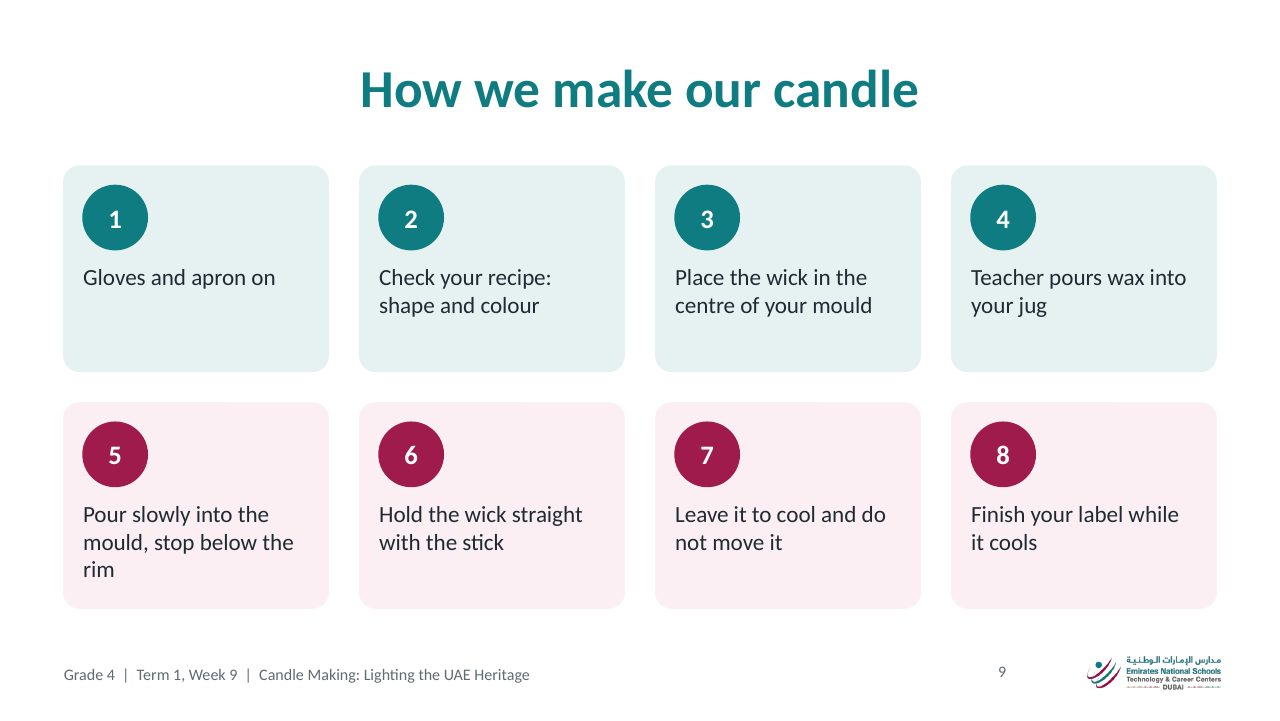 How we make our candle
1
Gloves and apron on
2
Check your recipe:
shape and colour
3
Place the wick in the
centre of your mould
4
Teacher pours wax into
your jug
5
Pour slowly into the
mould, stop below the
rim
6
Hold the wick straight
with the stick
7
Leave it to cool and do
not move it
8
Finish your label while
it cools
Grade 4 | Term 1, Week 9 | Candle Making: Lighting the UAE Heritage
9
مدارس الإمارات الوطنية
Emirates National Schools
Technology & Career Centers
DUBAI